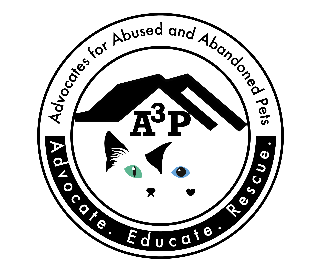 Advocates for Abused and Abandoned Pets
A³P
Advocate. Educate. Rescue.